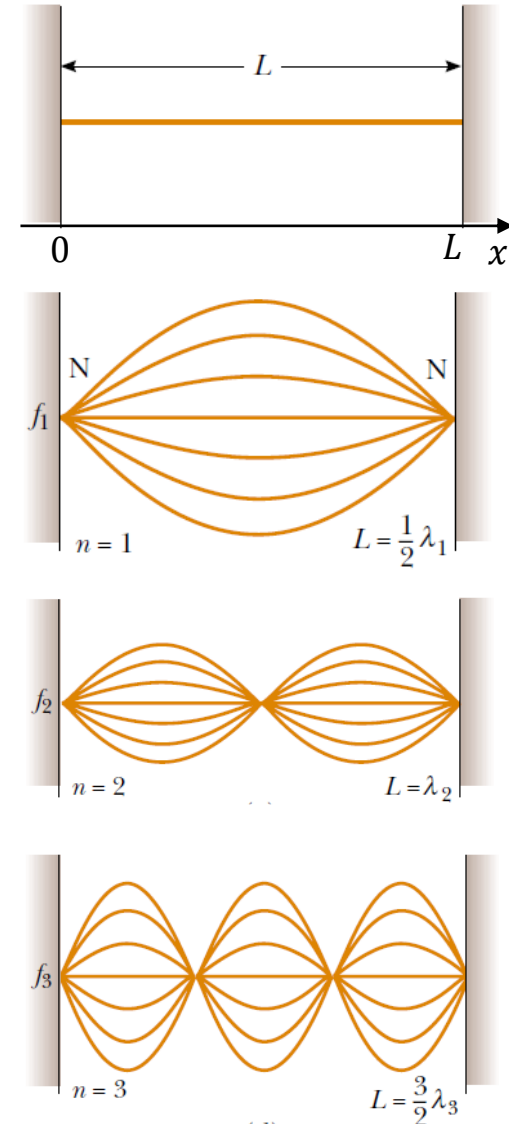 L
0 L x
N N
f₁
n = 1 L = 1/2 λ₁
f₂
n = 2 L = λ₂
f₃
n = 3 L = 3/2 λ₃